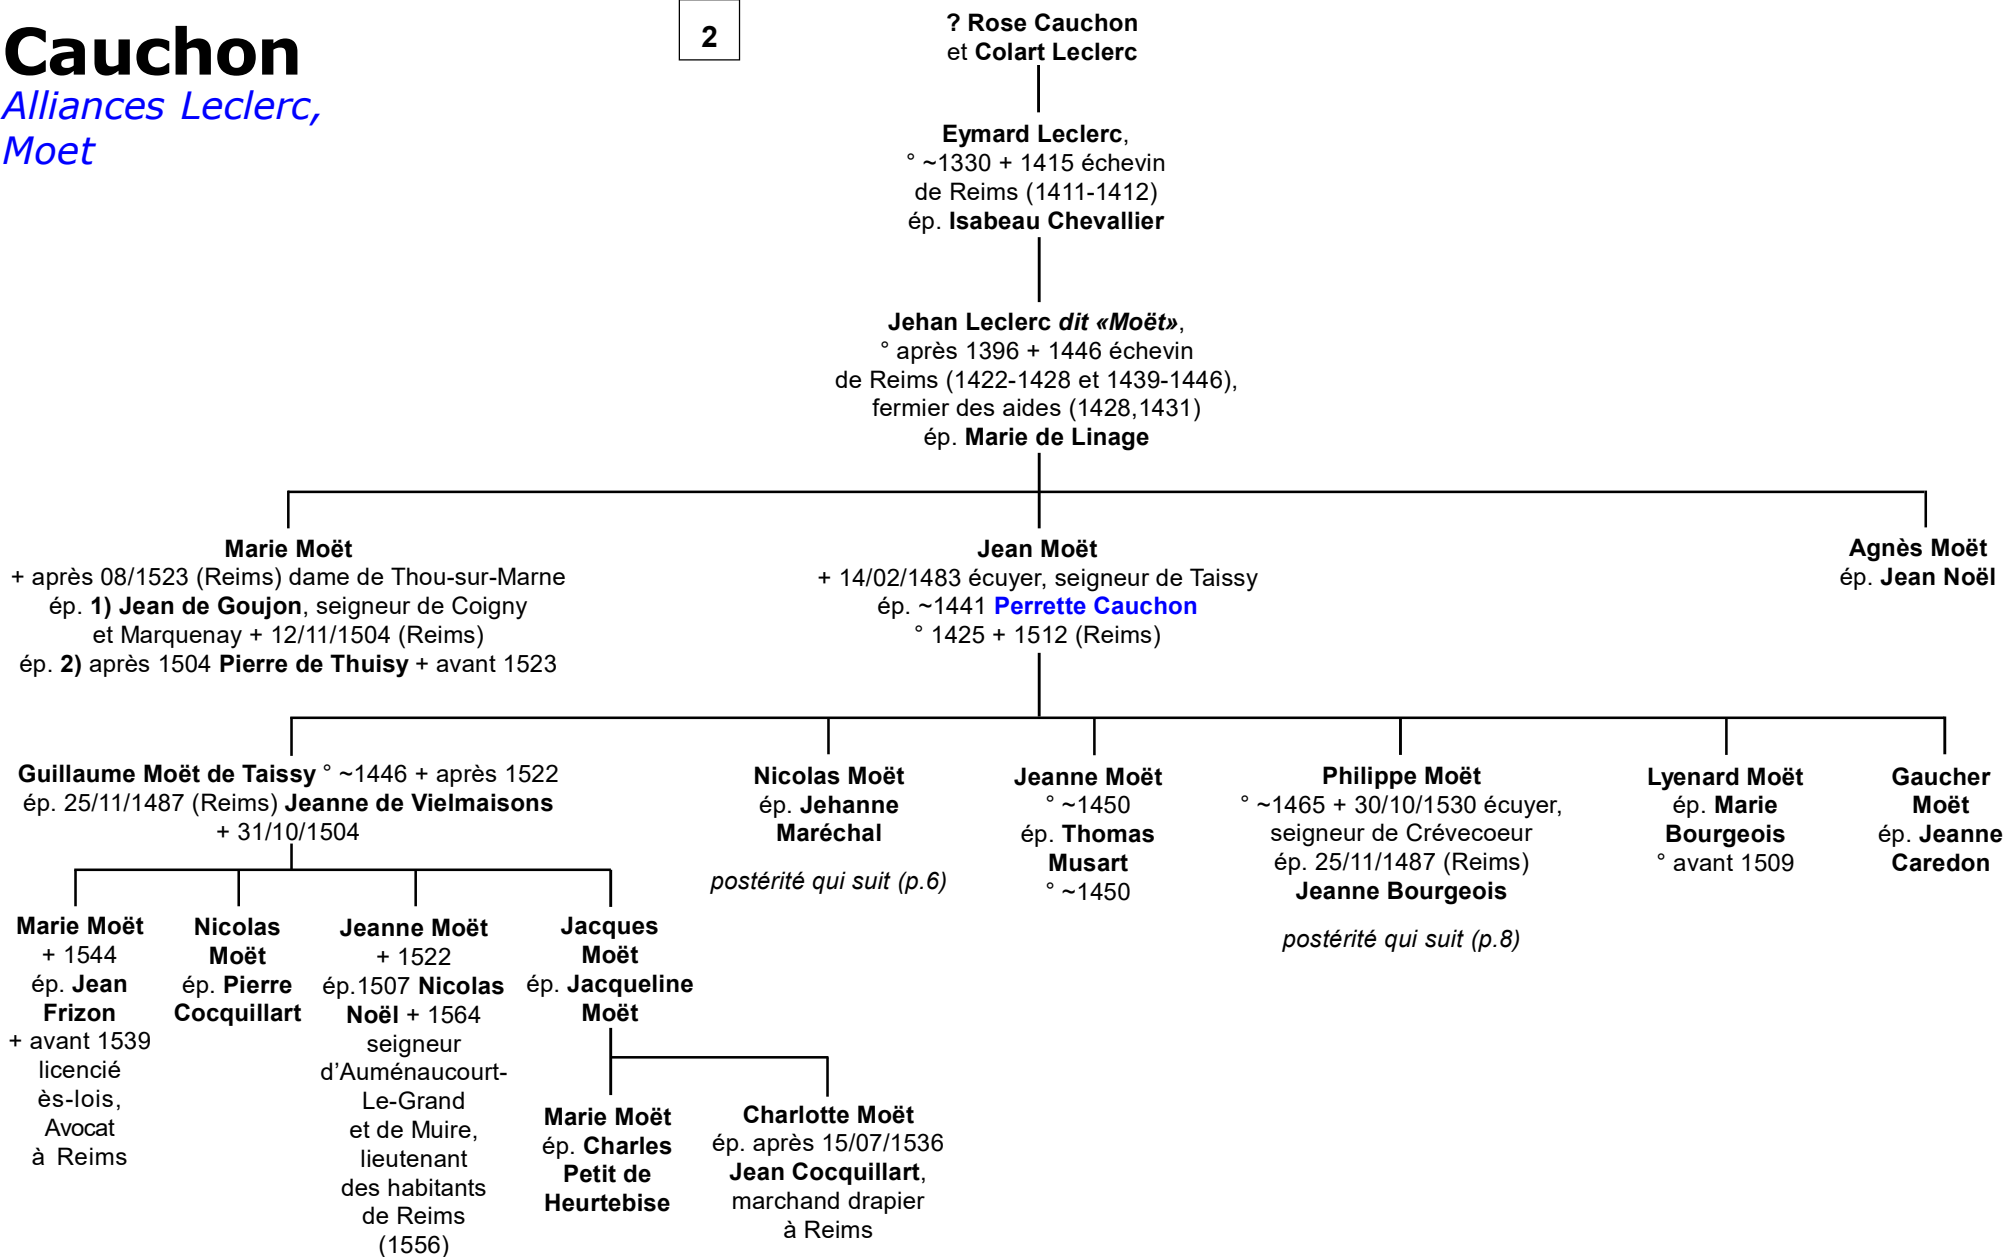 Cauchon
Alliances Leclerc,
Moet
2
? Rose Cauchon
et Colart Leclerc
Eymard Leclerc,
° ~1330 + 1415 échevin
de Reims (1411-1412)
ép. Isabeau Chevallier
Jehan Leclerc dit «Moët»,
° après 1396 + 1446 échevin
de Reims (1422-1428 et 1439-1446),
fermier des aides (1428,1431)
ép. Marie de Linage
Marie Moët
+ après 08/1523 (Reims) dame de Thou-sur-Marne
ép. 1) Jean de Goujon, seigneur de Coigny
et Marquenay + 12/11/1504 (Reims)
ép. 2) après 1504 Pierre de Thuisy + avant 1523
Jean Moët
+ 14/02/1483 écuyer, seigneur de Taissy
ép. ~1441 Perrette Cauchon
° 1425 + 1512 (Reims)
Agnès Moët
ép. Jean Noël
Guillaume Moët de Taissy ° ~1446 + après 1522
ép. 25/11/1487 (Reims) Jeanne de Vielmaisons
+ 31/10/1504
Nicolas Moët
ép. Jehanne
Maréchal
postérité qui suit (p.6)
Jeanne Moët
° ~1450
ép. Thomas
Musart
° ~1450
Philippe Moët
° ~1465 + 30/10/1530 écuyer,
seigneur de Crévecoeur
ép. 25/11/1487 (Reims)
Jeanne Bourgeois
postérité qui suit (p.8)
Lyenard Moët
ép. Marie
Bourgeois
° avant 1509
Gaucher
Moët
ép. Jeanne
Caredon
Marie Moët
+ 1544
ép. Jean
Frizon
+ avant 1539
licencié
ès-lois,
Avocat
à Reims
Nicolas
Moët
ép. Pierre
Cocquillart
Jeanne Moët
+ 1522
ép.1507 Nicolas
Noël + 1564
seigneur
d’Auménaucourt-
Le-Grand
et de Muire,
lieutenant
des habitants
de Reims
(1556)
Jacques
Moët
ép. Jacqueline
Moët
Marie Moët
ép. Charles
Petit de
Heurtebise
Charlotte Moët
ép. après 15/07/1536
Jean Cocquillart,
marchand drapier
à Reims